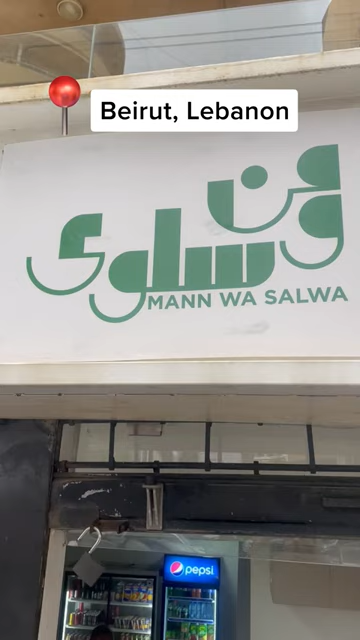 Beirut, Lebanon
من
وسلوى
MANN WA SALWA
pepsi